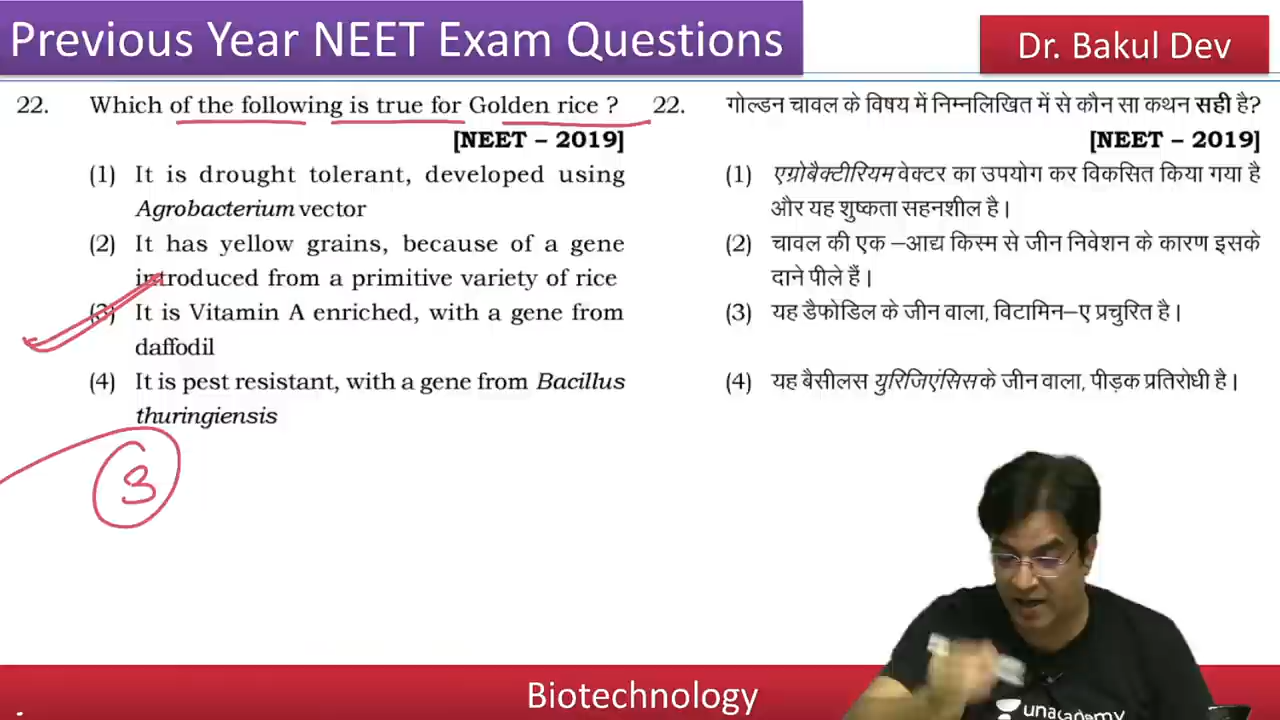 Previous Year NEET Exam Questions
Dr. Bakul Dev
22. Which of the following is true for Golden rice ?
[NEET – 2019]
(1) It is drought tolerant, developed using
Agrobacterium vector
(2) It has yellow grains, because of a gene
introduced from a primitive variety of rice
(3) It is Vitamin A enriched, with a gene from
daffodil
(4) It is pest resistant, with a gene from Bacillus
thuringiensis
3
22. गोल्डन चावल के विषय में निम्नलिखित में से कौन सा कथन सही है?
[NEET – 2019]
(1) एग्रोबैक्टीरियम वेक्टर का उपयोग कर विकसित किया गया है
और यह शुष्कता सहनशील है।
(2) चावल की एक –आद्य किस्म से जीन निवेशन के कारण इसके
दाने पीले हैं।
(3) यह डैफोडिल के जीन वाला, विटामिन–ए प्रचुरित है।
(4) यह बैसीलस युरिजिएंसिस के जीन वाला, पीड़क प्रतिरोधी है।
unacademy
Biotechnology